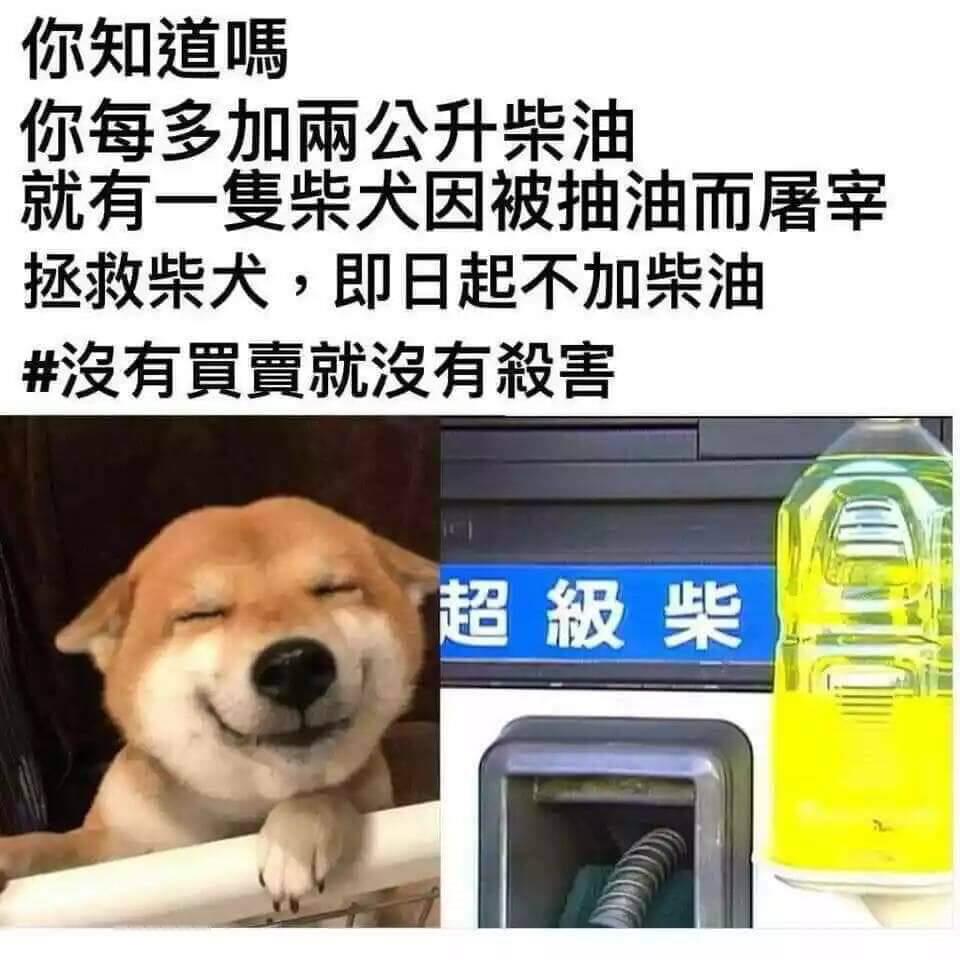 你知道嗎
你每多加兩公升柴油
就有一隻柴犬因被抽油而屠宰
拯救柴犬，即日起不加柴油
#沒有買賣就沒有殺害
超級柴